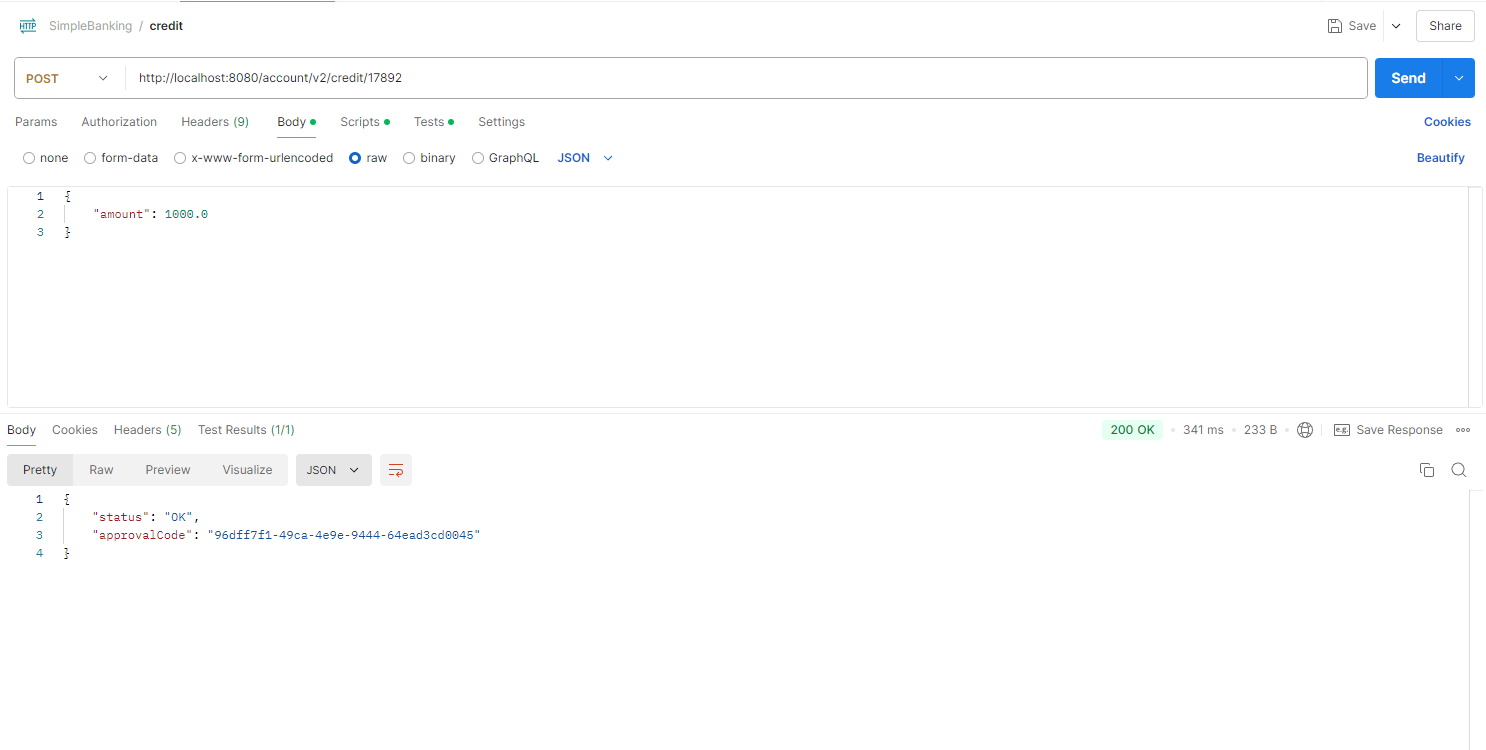 HTTP SimpleBanking / credit Save Share
POST http://localhost:8080/account/v2/credit/17892 Send
Params Authorization Headers (9) Body Scripts Tests Settings Cookies
none form-data x-www-form-urlencoded raw binary GraphQL JSON Beautify
1 {
2 "amount": 1000.0
3 }
Body Cookies Headers (5) Test Results (1/1) 200 OK 341 ms 233 B e.g. Save Response
Pretty Raw Preview Visualize JSON
1 {
2 "status": "OK",
3 "approvalCode": "96dff7f1-49ca-4e9e-9444-64ead3cd0045"
4 }